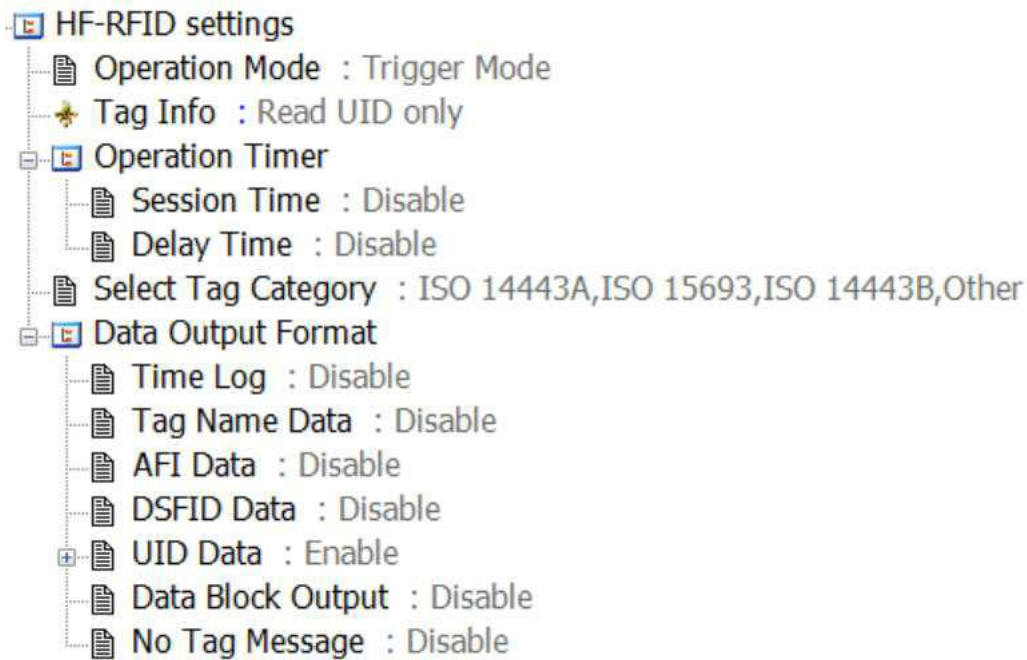 HF-RFID settings
Operation Mode : Trigger Mode
Tag Info : Read UID only
Operation Timer
Session Time : Disable
Delay Time : Disable
Select Tag Category : ISO 14443A,ISO 15693,ISO 14443B,Other
Data Output Format
Time Log : Disable
Tag Name Data : Disable
AFI Data : Disable
DSFID Data : Disable
UID Data : Enable
Data Block Output : Disable
No Tag Message : Disable